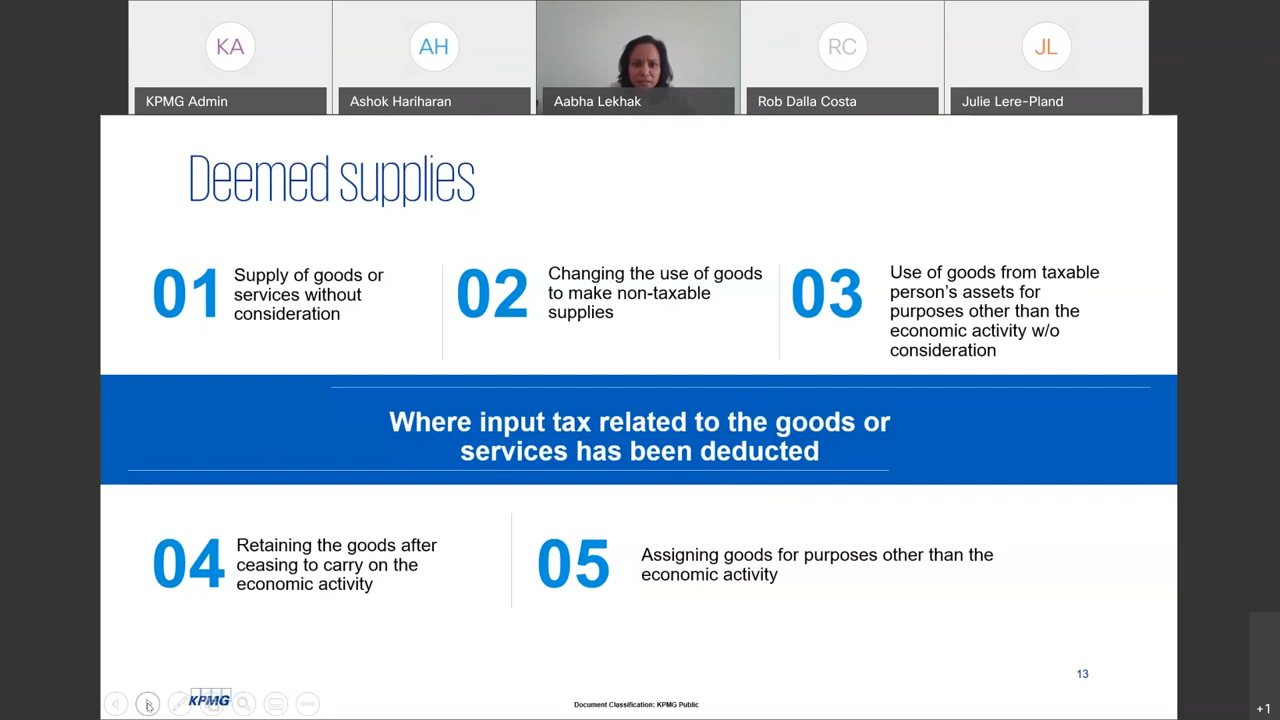 KA
AH
RC
JL
KPMG Admin
Ashok Hariharan
Aabha Lekhak
Rob Dalla Costa
Julie Lere-Pland
Deemed supplies
01
Supply of goods or
services without
consideration
02
Changing the use of goods
to make non-taxable
supplies
03
Use of goods from taxable
person's assets for
purposes other than the
economic activity w/o
consideration
Where input tax related to the goods or
services has been deducted
04
Retaining the goods after
ceasing to carry on the
economic activity
05
Assigning goods for purposes other than the
economic activity
13
KPMG
Document Classification: KPMG Public
+1